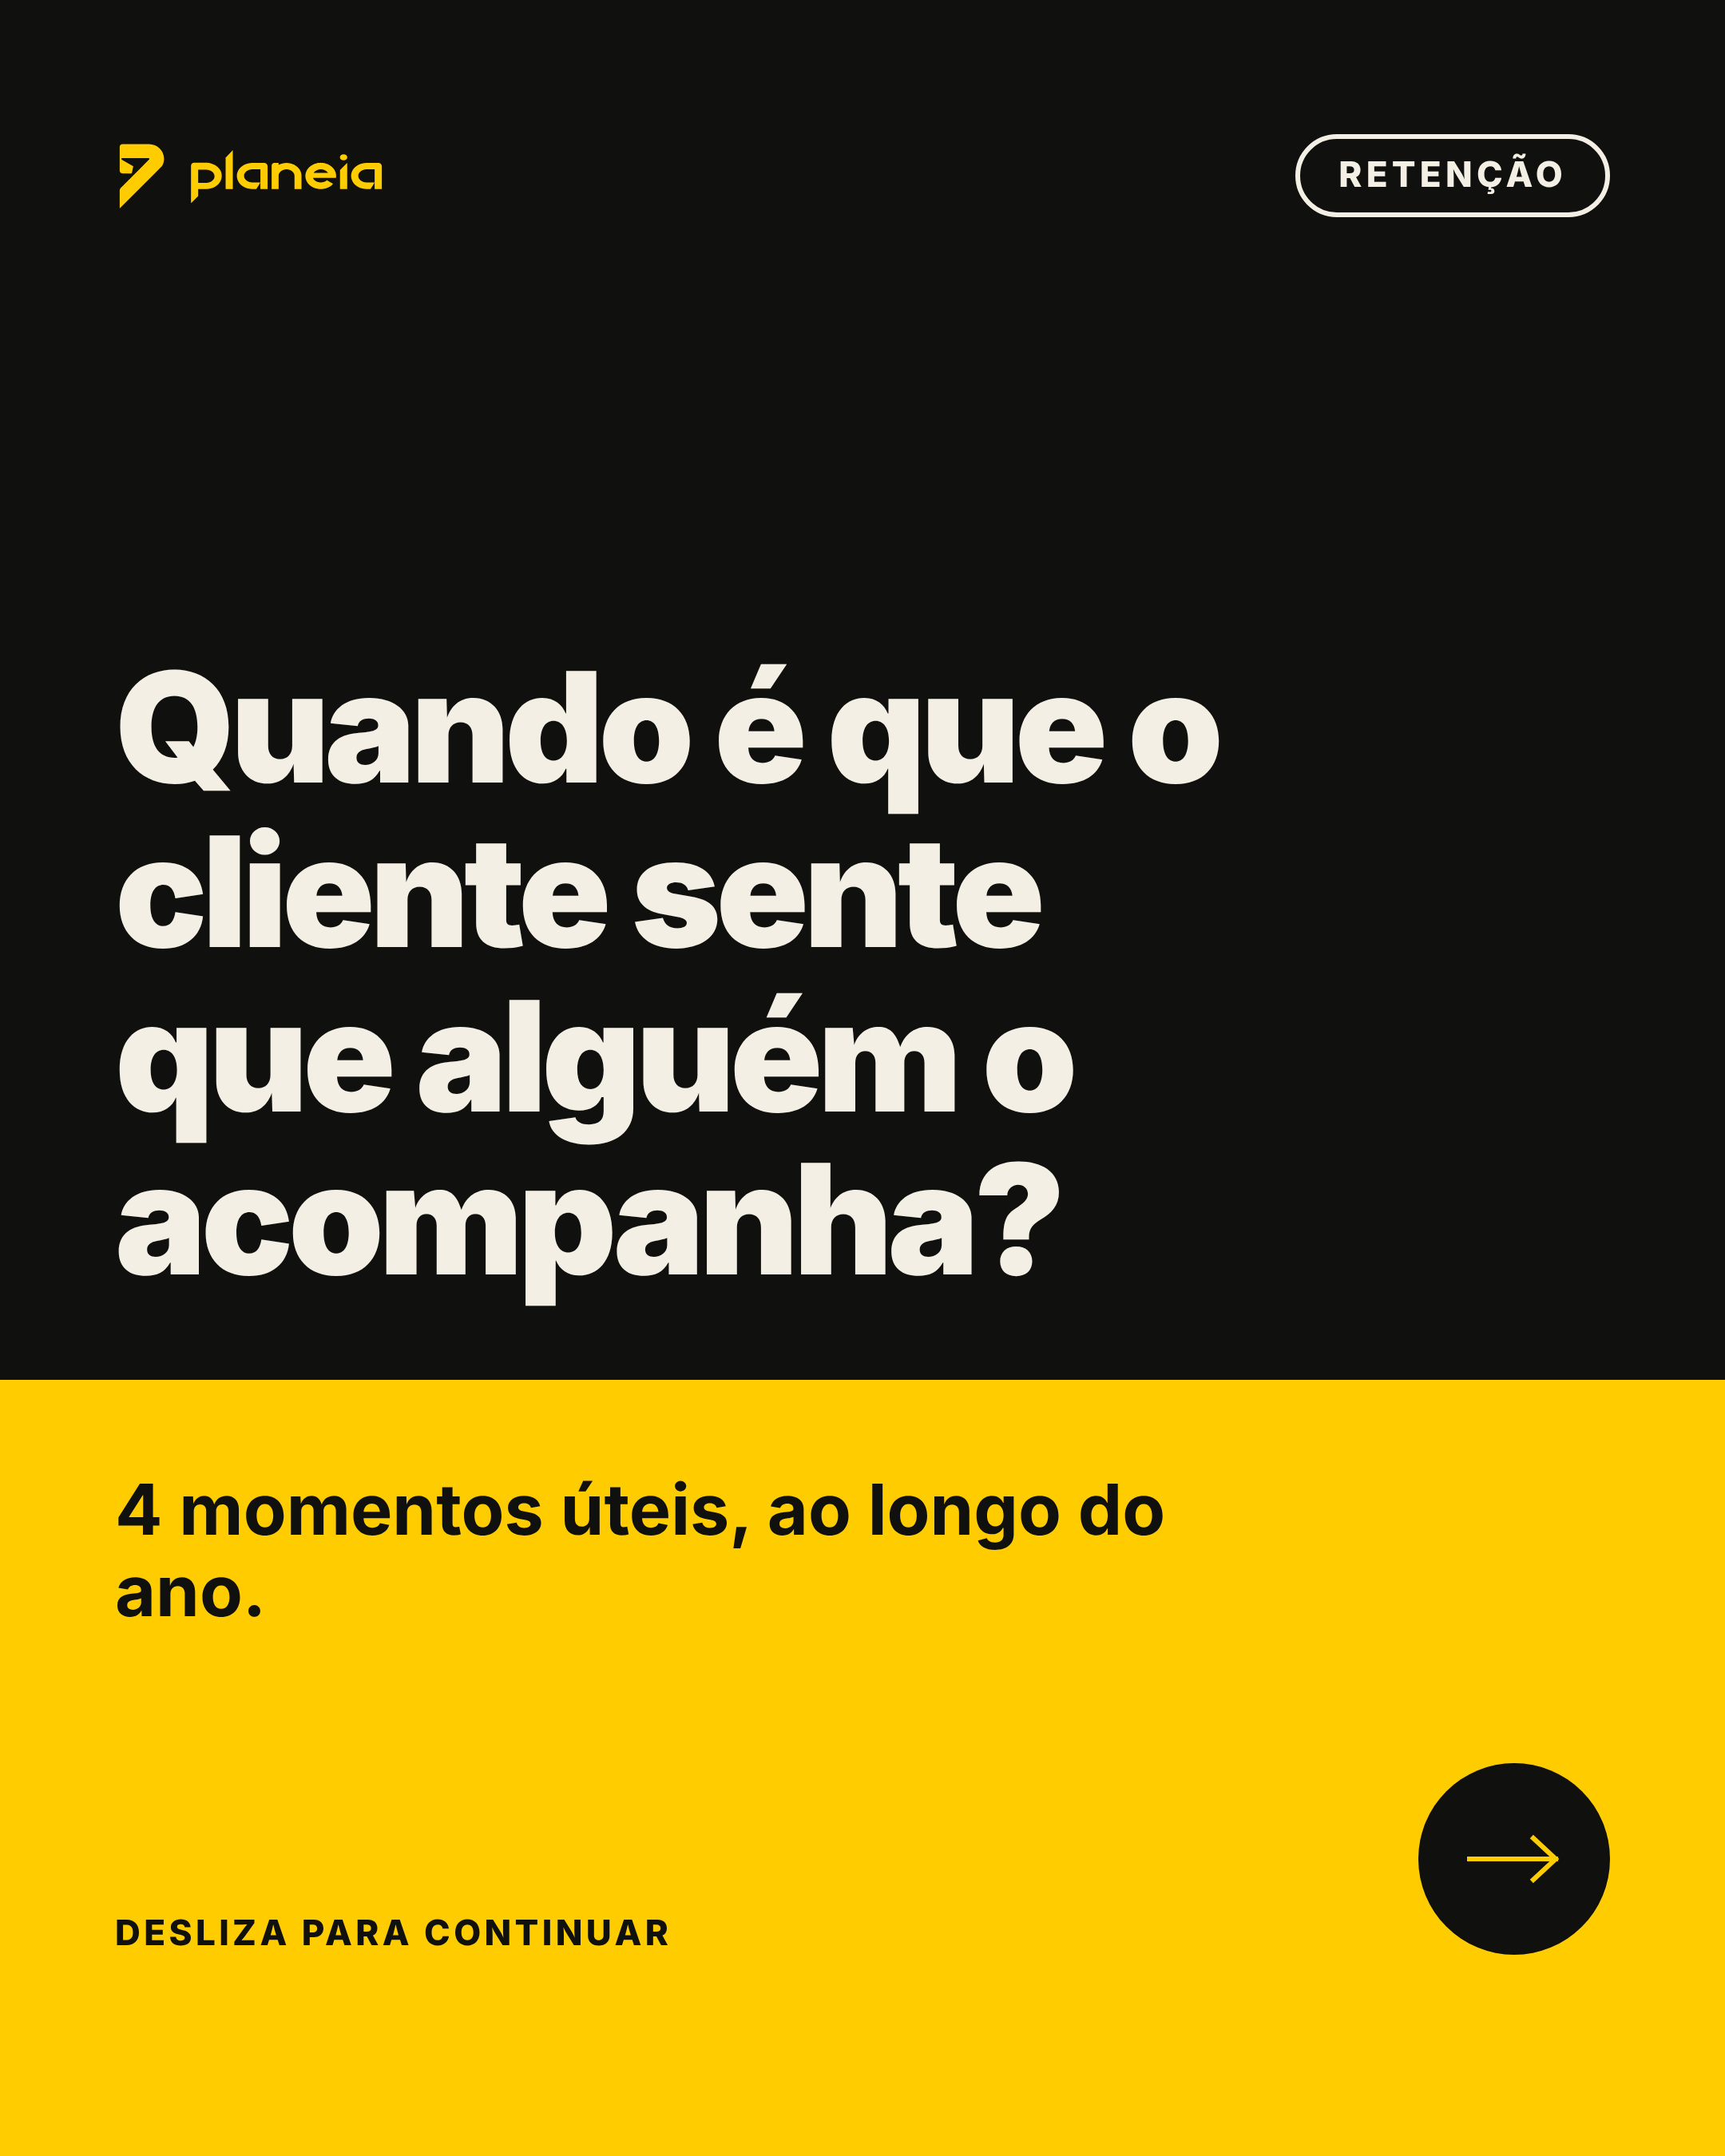 planeia
RETENÇÃO
Quando é que o
cliente sente
que alguém o
acompanha?
4 momentos úteis, ao longo do
ano.
DESLIZA PARA CONTINUAR